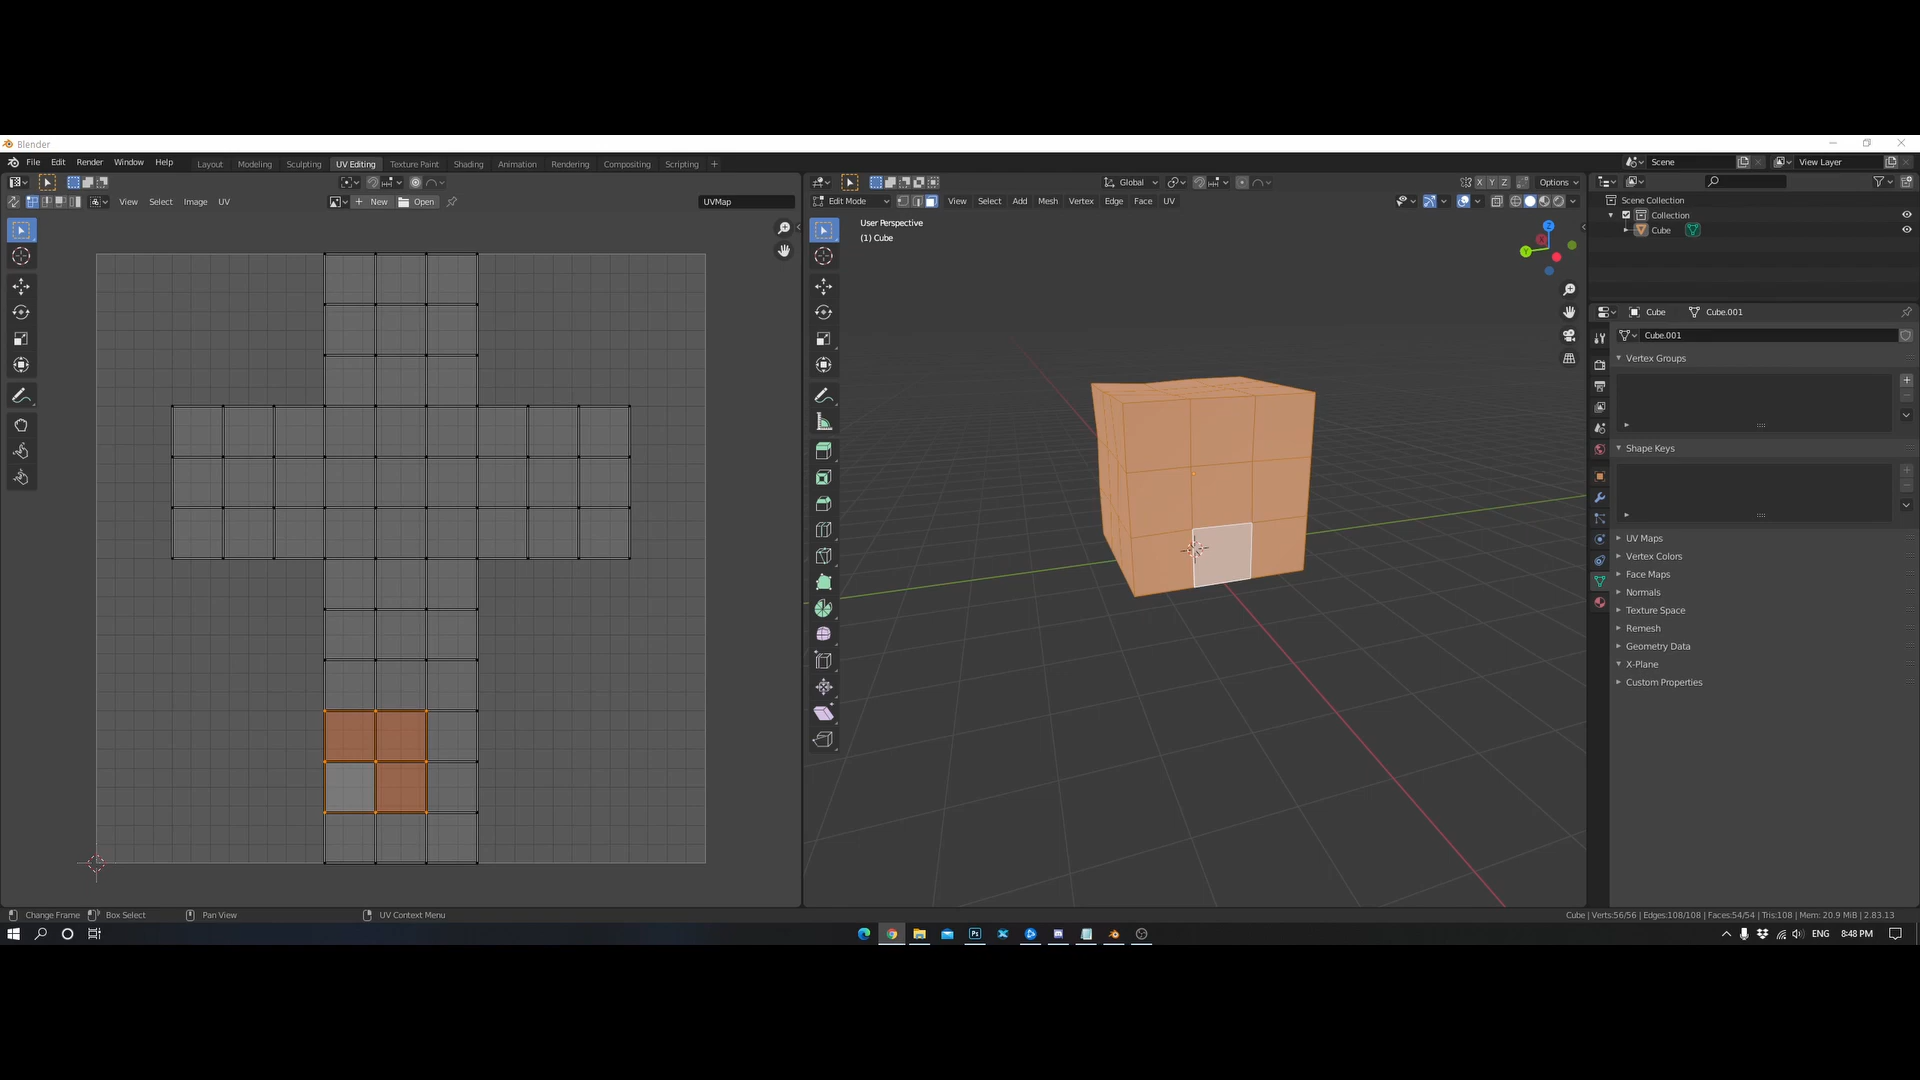 Blender
File Edit Render Window Help Layout Modeling Sculpting UV Editing Texture Paint Shading Animation Rendering Compositing Scripting + Scene View Layer
Global X Y Z Options
View Select Image UV New Open UVMap Edit Mode View Select Add Mesh Vertex Edge Face UV
Scene Collection
Collection
Cube
User Perspective
(1) Cube
Cube Cube.001
Cube.001
Vertex Groups
Shape Keys
UV Maps
Vertex Colors
Face Maps
Normals
Texture Space
Remesh
Geometry Data
X-Plane
Custom Properties
Change Frame Box Select Pan View UV Context Menu Cube | Verts:56/56 | Edges:108/108 | Faces:54/54 | Tris:108 | Mem: 20.9 MiB | 2.83.13
Ps ENG 8:48 PM